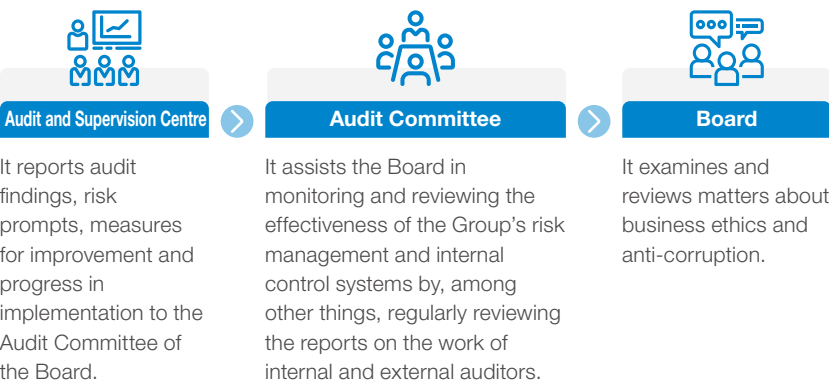 Audit and Supervision Centre
It reports audit
findings, risk
prompts, measures
for improvement and
progress in
implementation to the
Audit Committee of
the Board.
Audit Committee
It assists the Board in
monitoring and reviewing the
effectiveness of the Group's risk
management and internal
control systems by, among
other things, regularly reviewing
the reports on the work of
internal and external auditors.
Board
It examines and
reviews matters about
business ethics and
anti-corruption.